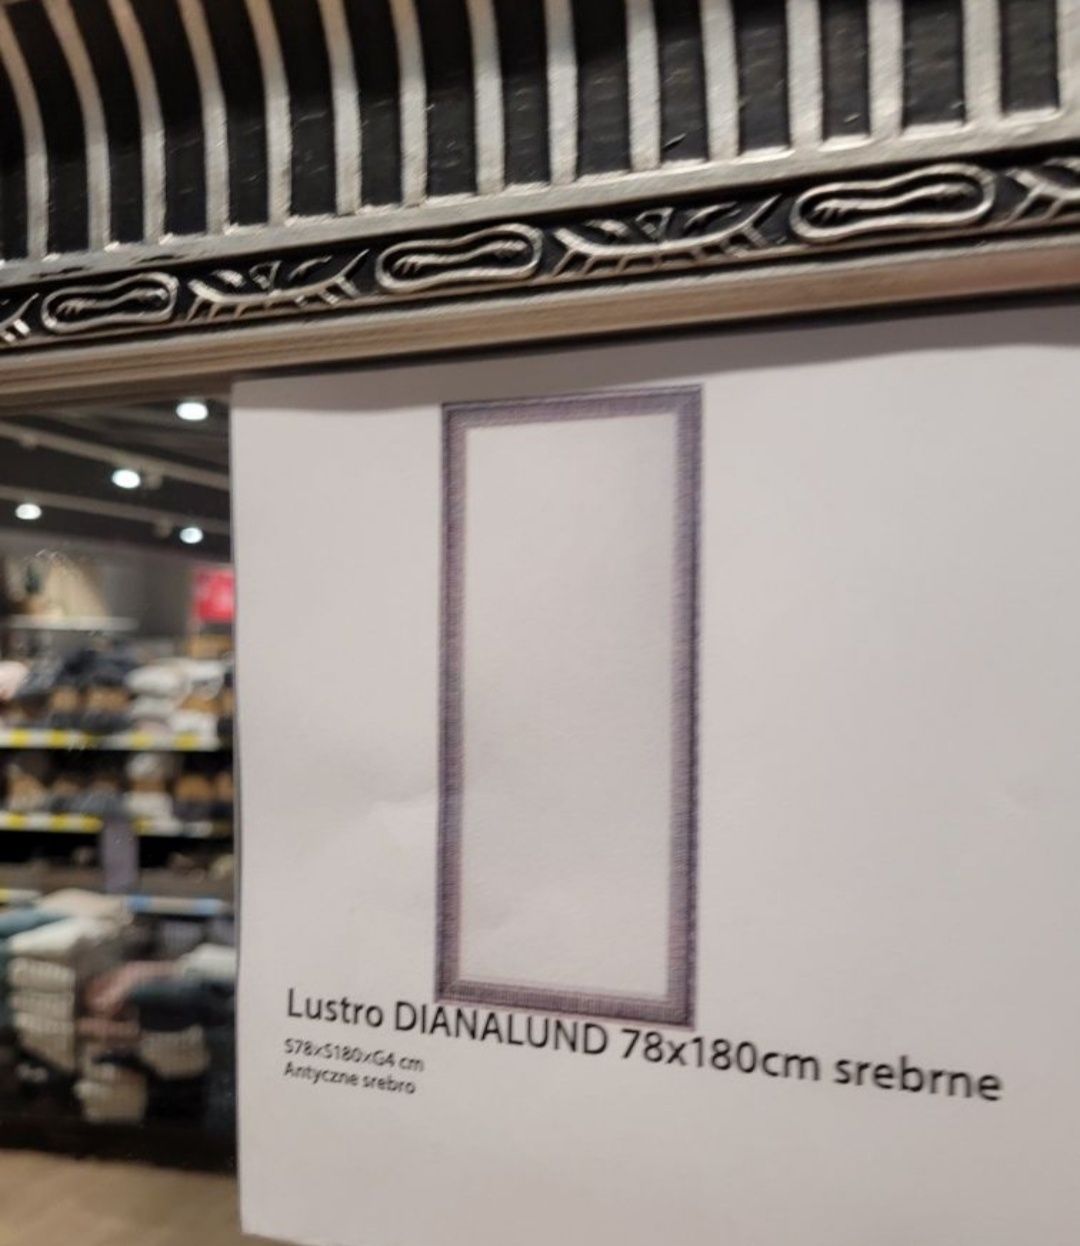 Lustro DIANALUND 78x180cm srebrne
S78xS180xG4 cm
Antyczne srebro